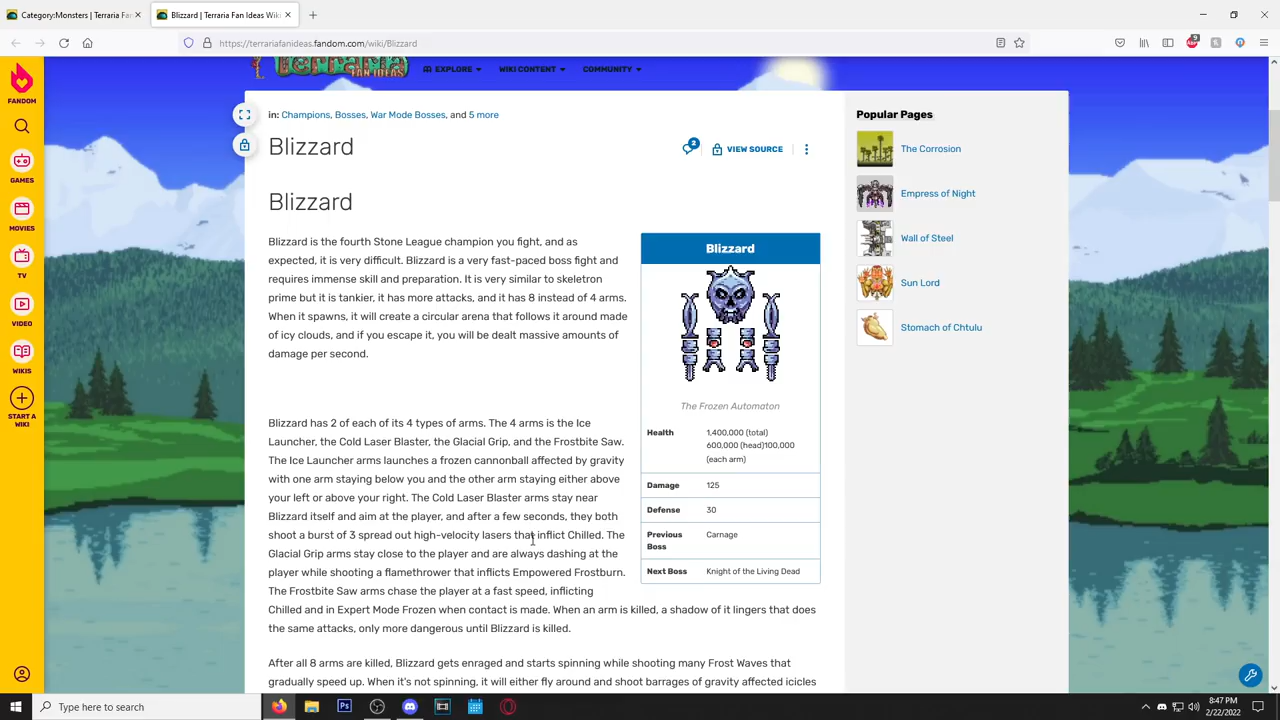 Category:Monsters | Terraria Fan
Blizzard | Terraria Fan Ideas Wiki
https://terrariafanideas.fandom.com/wiki/Blizzard
FANDOM
GAMES
MOVIES
TV
VIDEO
WIKIS
START A
WIKI
FAN IDEAS
EXPLORE
WIKI CONTENT
COMMUNITY
in: Champions, Bosses, War Mode Bosses, and 5 more
Blizzard
2
VIEW SOURCE
Blizzard
Blizzard is the fourth Stone League champion you fight, and as
expected, it is very difficult. Blizzard is a very fast-paced boss fight and
requires immense skill and preparation. It is very similar to skeletron
prime but it is tankier, it has more attacks, and it has 8 instead of 4 arms.
When it spawns, it will create a circular arena that follows it around made
of icy clouds, and if you escape it, you will be dealt massive amounts of
damage per second.
Blizzard has 2 of each of its 4 types of arms. The 4 arms is the Ice
Launcher, the Cold Laser Blaster, the Glacial Grip, and the Frostbite Saw.
The Ice Launcher arms launches a frozen cannonball affected by gravity
with one arm staying below you and the other arm staying either above
your left or above your right. The Cold Laser Blaster arms stay near
Blizzard itself and aim at the player, and after a few seconds, they both
shoot a burst of 3 spread out high-velocity lasers that inflict Chilled. The
Glacial Grip arms stay close to the player and are always dashing at the
player while shooting a flamethrower that inflicts Empowered Frostburn.
The Frostbite Saw arms chase the player at a fast speed, inflicting
Chilled and in Expert Mode Frozen when contact is made. When an arm is killed, a shadow of it lingers that does
the same attacks, only more dangerous until Blizzard is killed.
After all 8 arms are killed, Blizzard gets enraged and starts spinning while shooting many Frost Waves that
gradually speed up. When it's not spinning, it will either fly around and shoot barrages of gravity affected icicles
Blizzard
The Frozen Automaton
Health
1,400,000 (total)
600,000 (head)100,000
(each arm)
Damage
125
Defense
30
Previous
Boss
Carnage
Next Boss
Knight of the Living Dead
Popular Pages
The Corrosion
Empress of Night
Wall of Steel
Sun Lord
Stomach of Chtulu
Type here to search
8:47 PM
2/22/2022